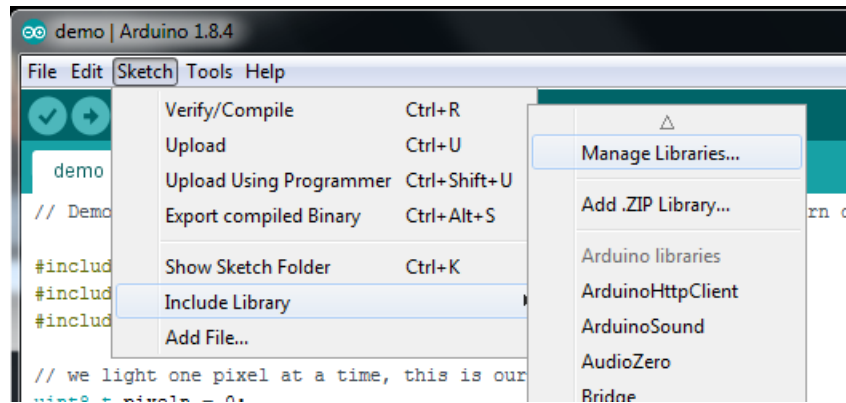 demo | Arduino 1.8.4
File Edit Sketch Tools Help
Verify/Compile Ctrl+R
Upload Ctrl+U
Upload Using Programmer Ctrl+Shift+U
Export compiled Binary Ctrl+Alt+S
Show Sketch Folder Ctrl+K
Include Library
Add File...
Manage Libraries...
Add .ZIP Library...
Arduino libraries
ArduinoHttpClient
ArduinoSound
AudioZero
Bridge
demo
// Demo
#includ
#includ
#includ
// we light one pixel at a time, this is our
uint8_t pixeln = 0;